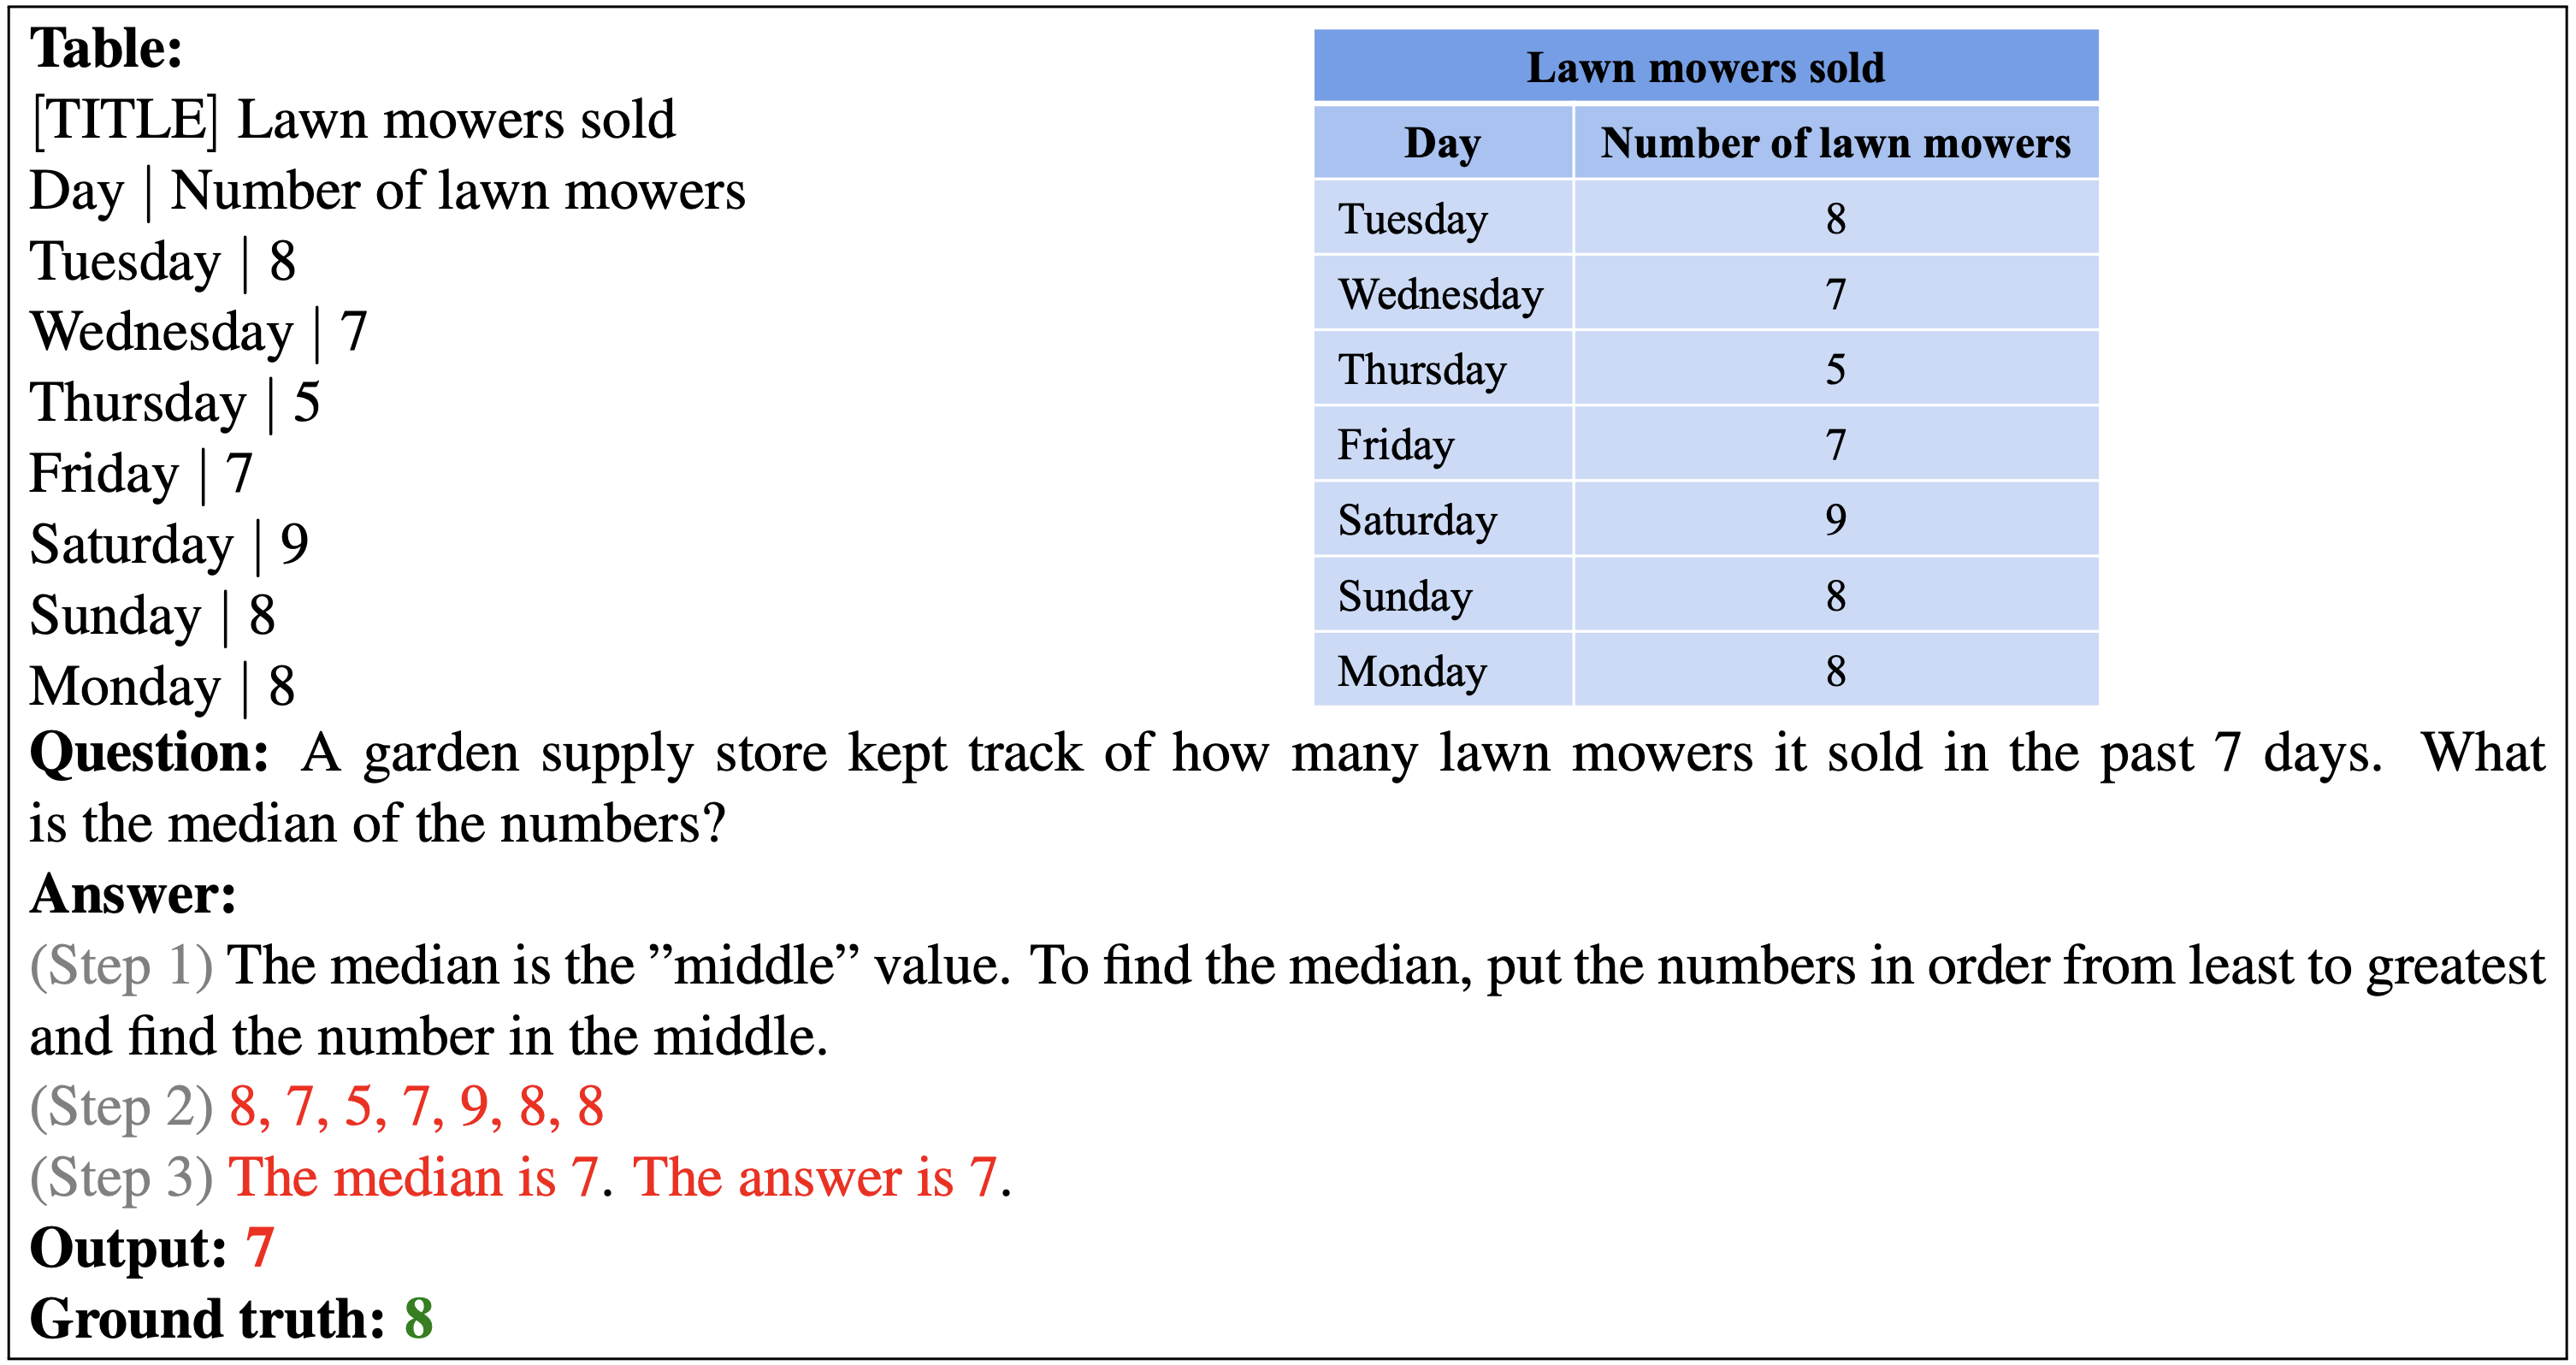 Table:
[TITLE] Lawn mowers sold
Day | Number of lawn mowers
Tuesday | 8
Wednesday | 7
Thursday | 5
Friday | 7
Saturday | 9
Sunday | 8
Monday | 8
Lawn mowers sold
Day Number of lawn mowers
Tuesday 8
Wednesday 7
Thursday 5
Friday 7
Saturday 9
Sunday 8
Monday 8
Question: A garden supply store kept track of how many lawn mowers it sold in the past 7 days. What
is the median of the numbers?
Answer:
(Step 1) The median is the ”middle” value. To find the median, put the numbers in order from least to greatest
and find the number in the middle.
(Step 2) 8, 7, 5, 7, 9, 8, 8
(Step 3) The median is 7. The answer is 7.
Output: 7
Ground truth: 8